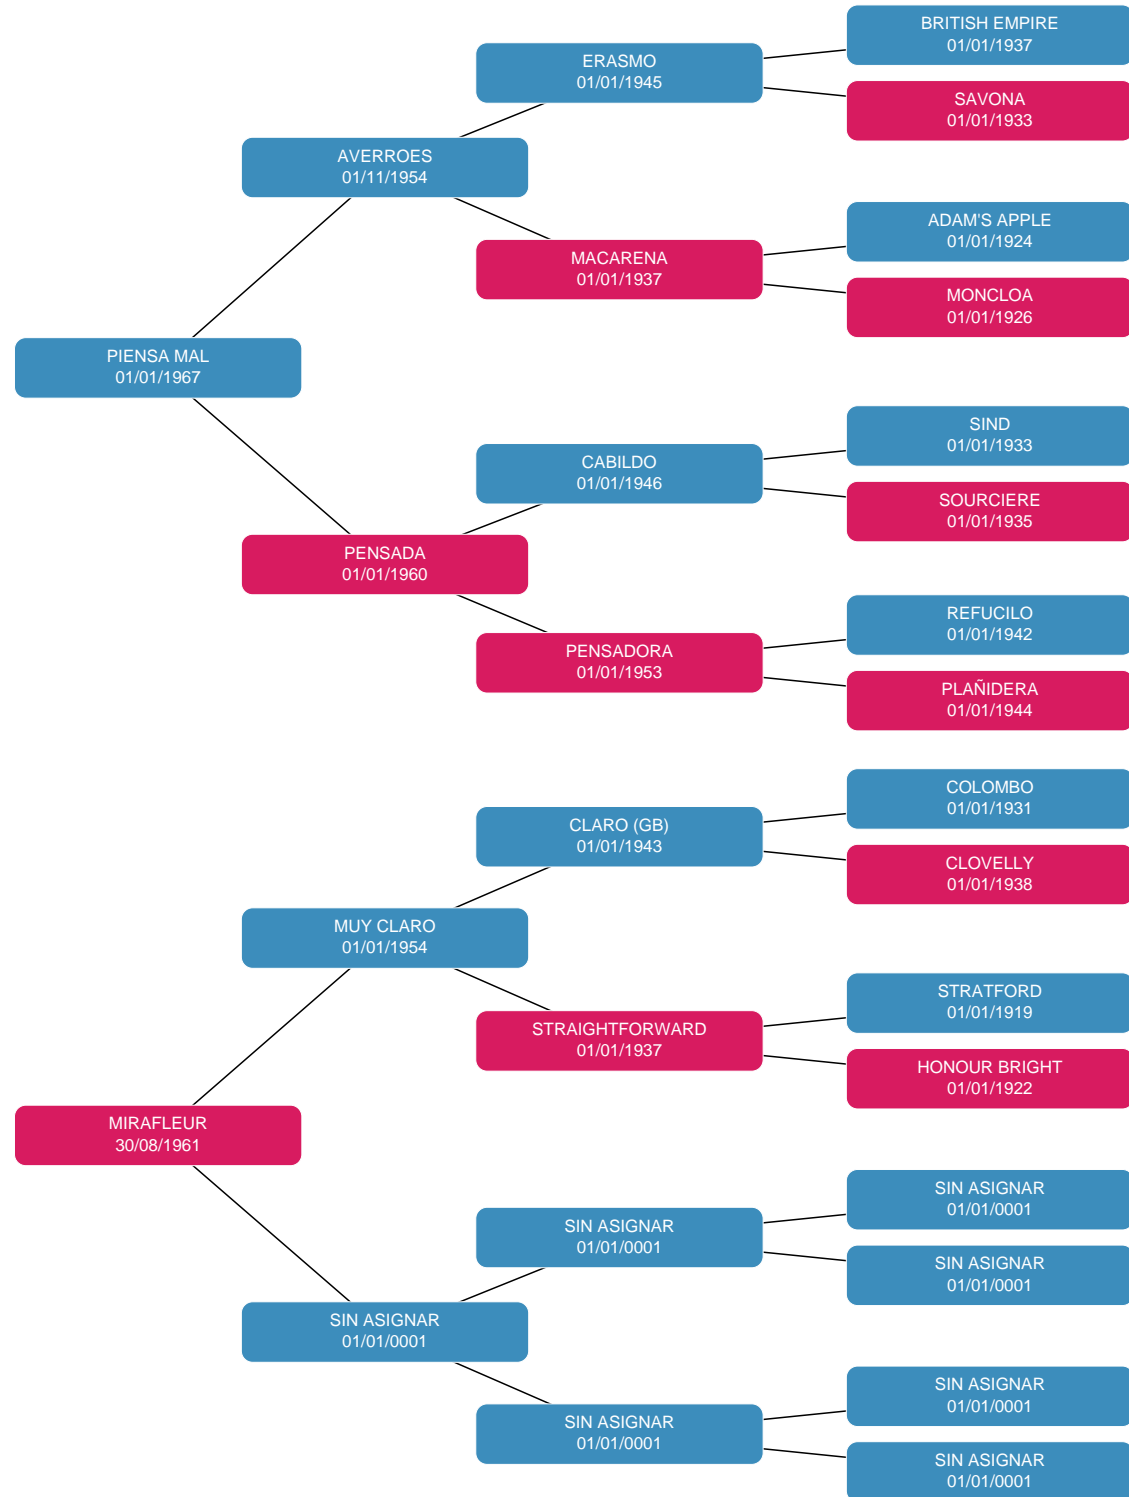 BRITISH EMPIRE
01/01/1937
ERASMO
01/01/1945
SAVONA
01/01/1933
AVERROES
01/11/1954
ADAM'S APPLE
01/01/1924
MACARENA
01/01/1937
MONCLOA
01/01/1926
PIENSA MAL
01/01/1967
SIND
01/01/1933
CABILDO
01/01/1946
SOURCIERE
01/01/1935
PENSADA
01/01/1960
REFUCILO
01/01/1942
PENSADORA
01/01/1953
PLAÑIDERA
01/01/1944
COLOMBO
01/01/1931
CLARO (GB)
01/01/1943
CLOVELLY
01/01/1938
MUY CLARO
01/01/1954
STRATFORD
01/01/1919
STRAIGHTFORWARD
01/01/1937
HONOUR BRIGHT
01/01/1922
MIRAFLEUR
30/08/1961
SIN ASIGNAR
01/01/0001
SIN ASIGNAR
01/01/0001
SIN ASIGNAR
01/01/0001
SIN ASIGNAR
01/01/0001
SIN ASIGNAR
01/01/0001
SIN ASIGNAR
01/01/0001
SIN ASIGNAR
01/01/0001